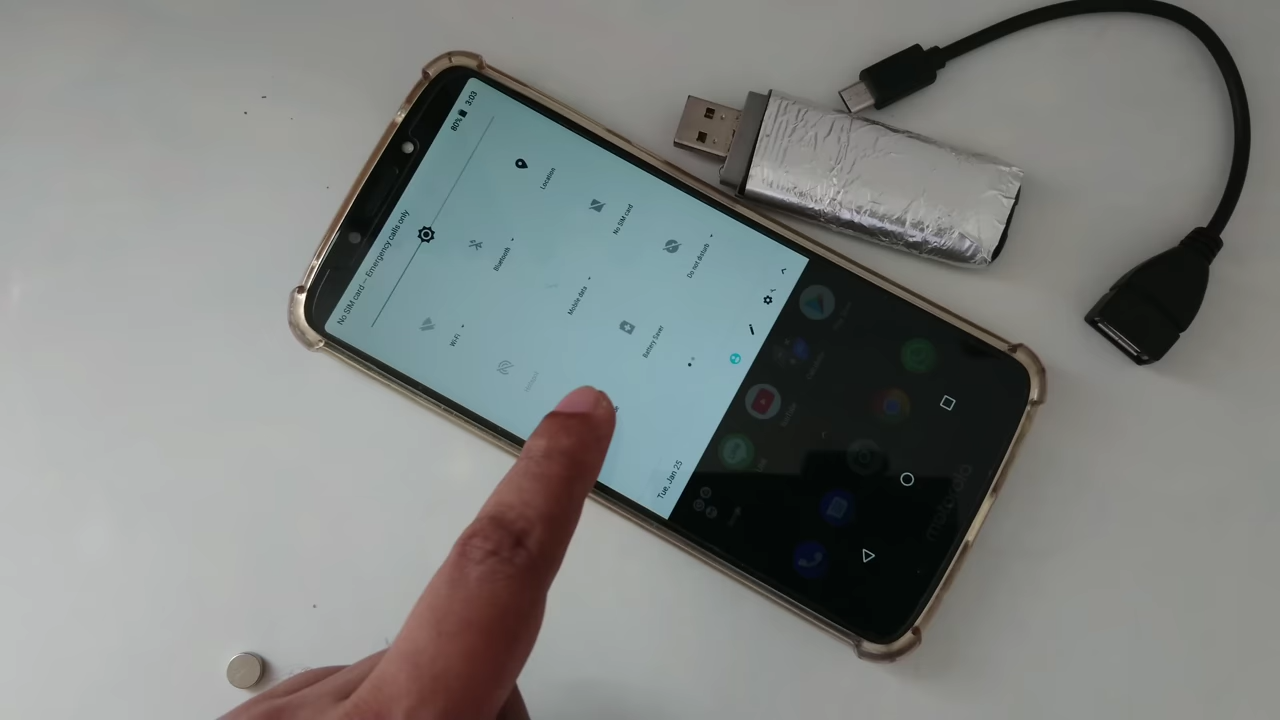 No SIM card — Emergency calls only
80% 3:03
Wi-Fi
Bluetooth
Location
Mobile data
No SIM card
Battery Saver
Do not disturb
Tue, Jan 25
YouTube
motorola